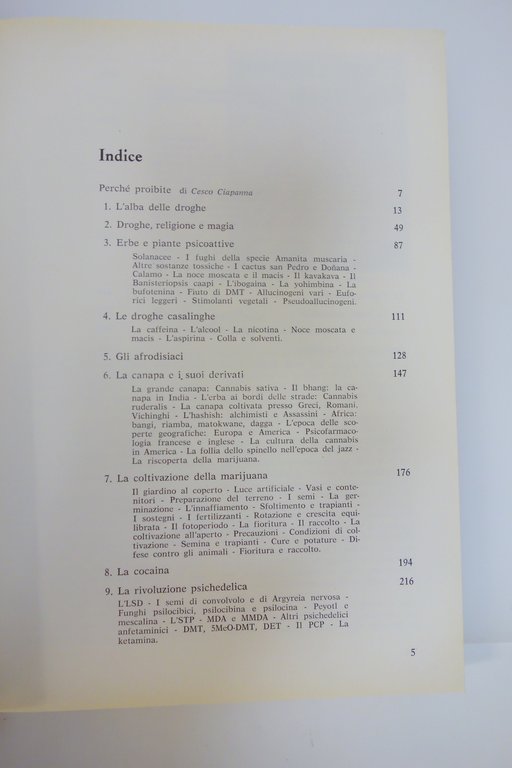 Indice
Perché proibite di Cesco Ciapanna 7
1. L'alba delle droghe 13
2. Droghe, religione e magia 49
3. Erbe e piante psicoattive 87
Solanacee - I fughi della specie Amanita muscaria -
Altre sostanze tossiche - I cactus san Pedro e Doñana -
Calamo - La noce moscata e il macis - Il kavakava - Il
Banisteriopsis caapi - L'ibogaina - La yohimbina - La
bufotenina - Fiuto di DMT - Allucinogeni vari - Eufo-
rici leggeri - Stimolanti vegetali - Pseudoallucinogeni.
4. Le droghe casalinghe 111
La caffeina - L'alcool - La nicotina - Noce moscata e
macis - L'aspirina - Colla e solventi.
5. Gli afrodisiaci 128
6. La canapa e i suoi derivati 147
La grande canapa: Cannabis sativa - Il bhang: la ca-
napa in India - L'erba ai bordi delle strade: Cannabis
ruderalis - La canapa coltivata presso Greci, Romani.
Vichinghi - L'hashish: alchimisti e Assassini - Africa:
bangi, riamba, matokwane, dagga - L'epoca delle sco-
perte geografiche: Europa e America - Psicofarmaco-
logia francese e inglese - La cultura della cannabis
in America - La follia dello spinello nell'epoca del jazz -
La riscoperta della marijuana.
7. La coltivazione della marijuana 176
Il giardino al coperto - Luce artificiale - Vasi e conte-
nitori - Preparazione del terreno - I semi - La ger-
minazione - L'innaffiamento - Sfoltimento e trapianti -
I sostegni - I fertilizzanti - Rotazione e crescita equi-
librata - Il fotoperiodo - La fioritura - Il raccolto - La
coltivazione all'aperto - Precauzioni - Condizioni di col-
tivazione - Semina e trapianti - Cure e potature - Di-
fese contro gli animali - Fioritura e raccolto.
8. La cocaina 194
9. La rivoluzione psichedelica 216
L'LSD - I semi di convolvolo e di Argyreia nervosa -
Funghi psilocibici, psilocibina e psilocina - Peyotl e
mescalina - L'STP - MDA e MMDA - Altri psichedelici
anfetaminici - DMT, 5MeO-DMT, DET - Il PCP - La
ketamina.
5